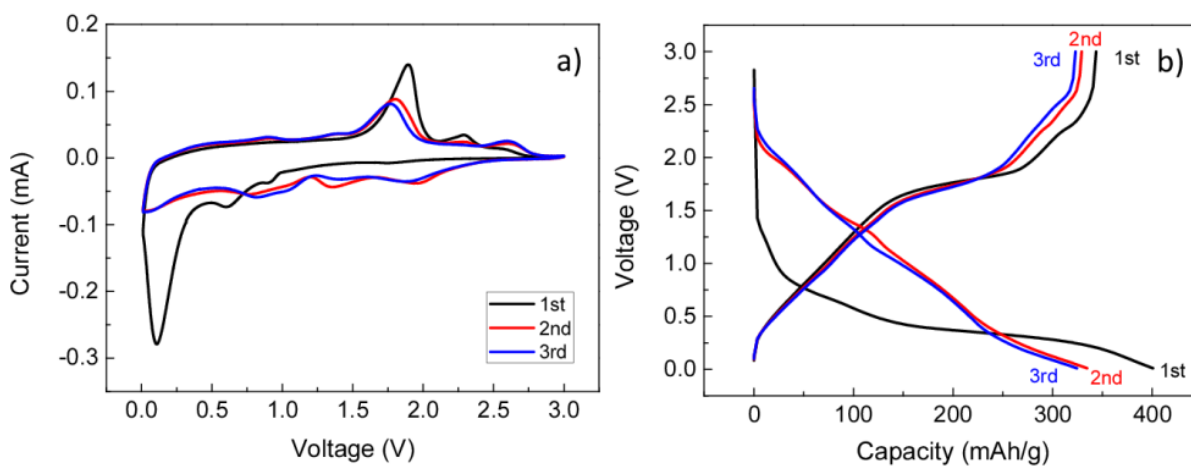 a)
0.2
0.1
0.0
-0.1
-0.2
-0.3
Current (mA)
1st
2nd
3rd
0.0 0.5 1.0 1.5 2.0 2.5 3.0
Voltage (V)
b)
2nd
3rd
1st
3.0
2.5
2.0
1.5
1.0
0.5
0.0
Voltage (V)
3rd
2nd
1st
0 100 200 300 400
Capacity (mAh/g)